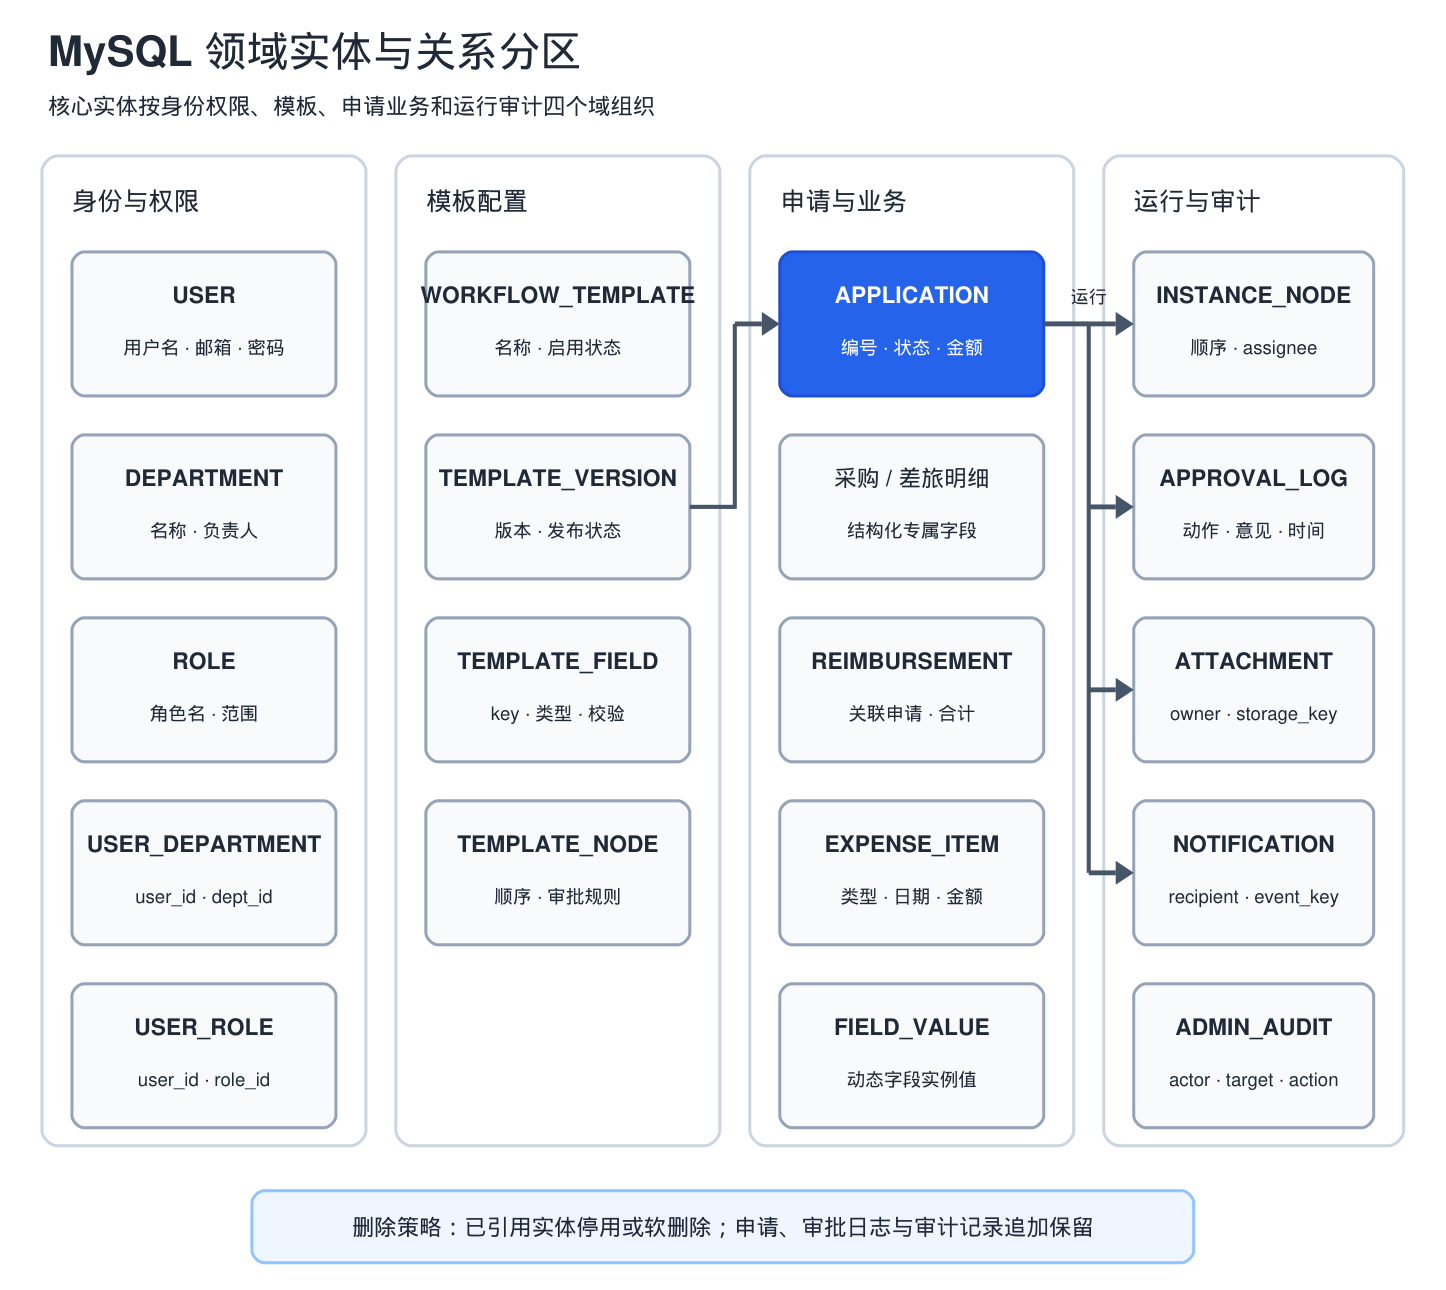 MySQL 领域实体与关系分区
核心实体按身份权限、模板、申请业务和运行审计四个域组织
身份与权限
USER
用户名 · 邮箱 · 密码
DEPARTMENT
名称 · 负责人
ROLE
角色名 · 范围
USER_DEPARTMENT
user_id · dept_id
USER_ROLE
user_id · role_id
模板配置
WORKFLOW_TEMPLATE
名称 · 启用状态
TEMPLATE_VERSION
版本 · 发布状态
TEMPLATE_FIELD
key · 类型 · 校验
TEMPLATE_NODE
顺序 · 审批规则
申请与业务
APPLICATION
编号 · 状态 · 金额
采购 / 差旅明细
结构化专属字段
REIMBURSEMENT
关联申请 · 合计
EXPENSE_ITEM
类型 · 日期 · 金额
FIELD_VALUE
动态字段实例值
运行
运行与审计
INSTANCE_NODE
顺序 · assignee
APPROVAL_LOG
动作 · 意见 · 时间
ATTACHMENT
owner · storage_key
NOTIFICATION
recipient · event_key
ADMIN_AUDIT
actor · target · action
删除策略：已引用实体停用或软删除；申请、审批日志与审计记录追加保留